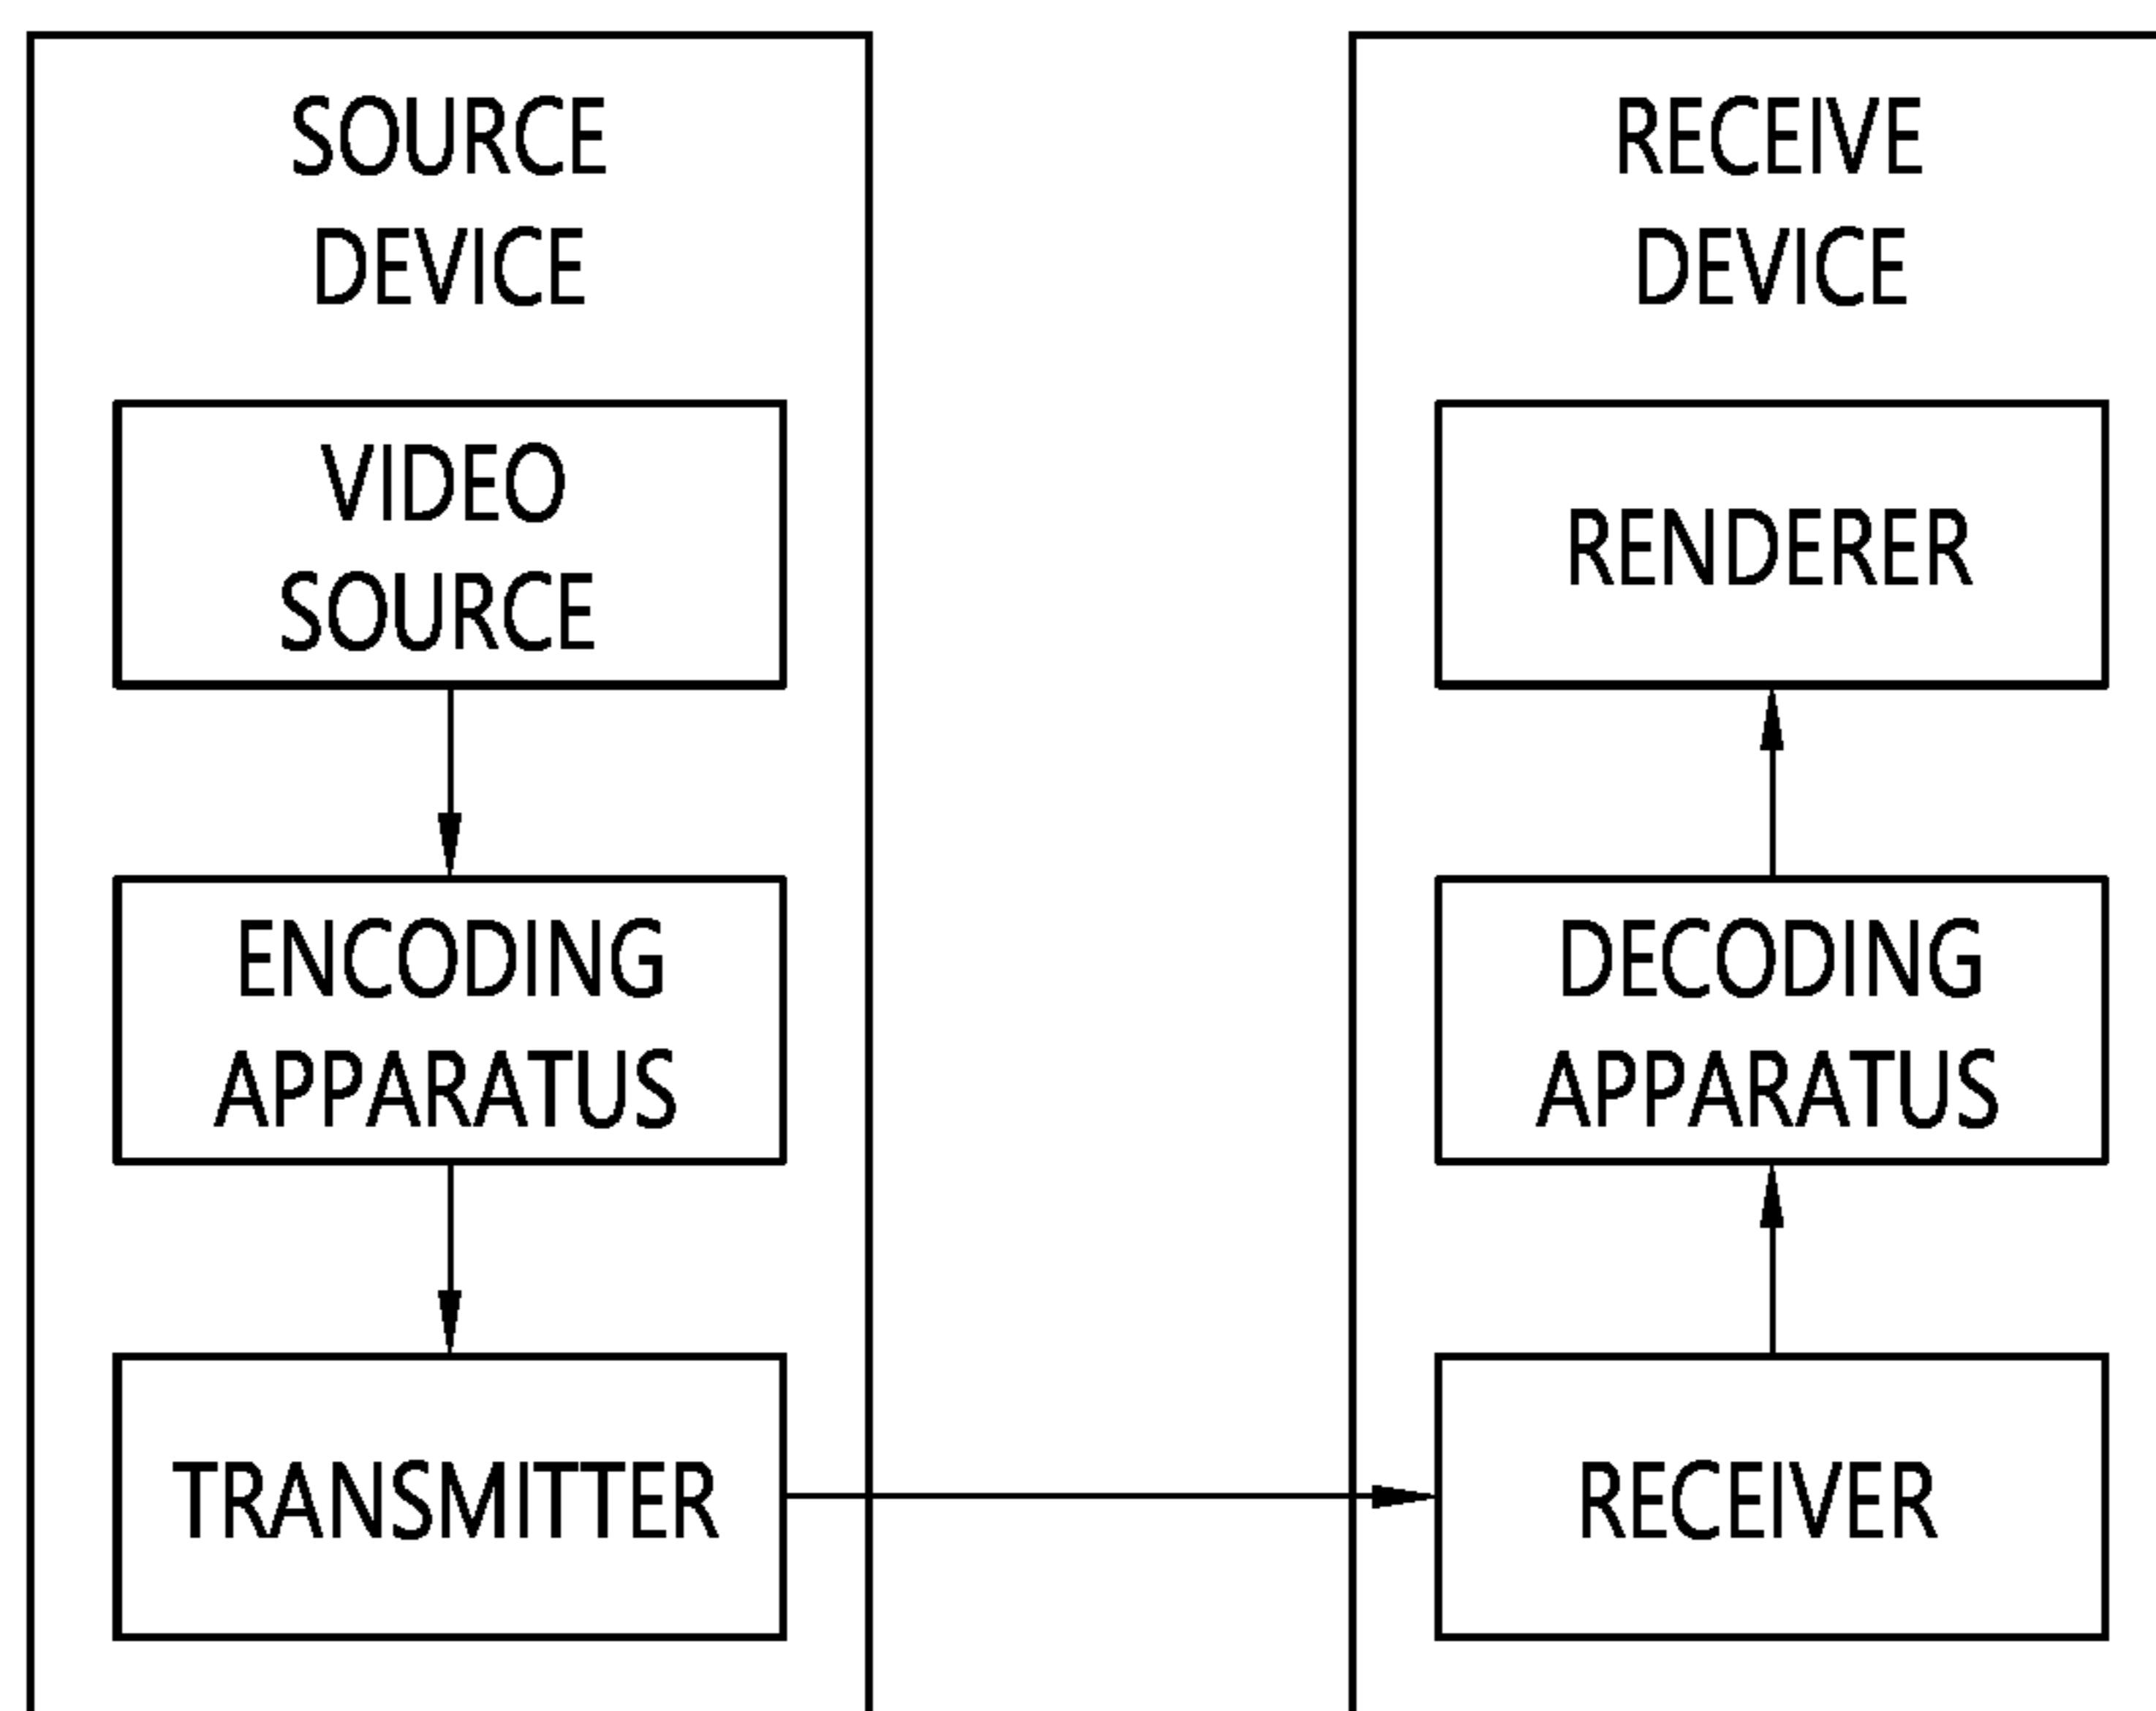 SOURCE
DEVICE
VIDEO
SOURCE
ENCODING
APPARATUS
TRANSMITTER
RECEIVE
DEVICE
RENDERER
DECODING
APPARATUS
RECEIVER